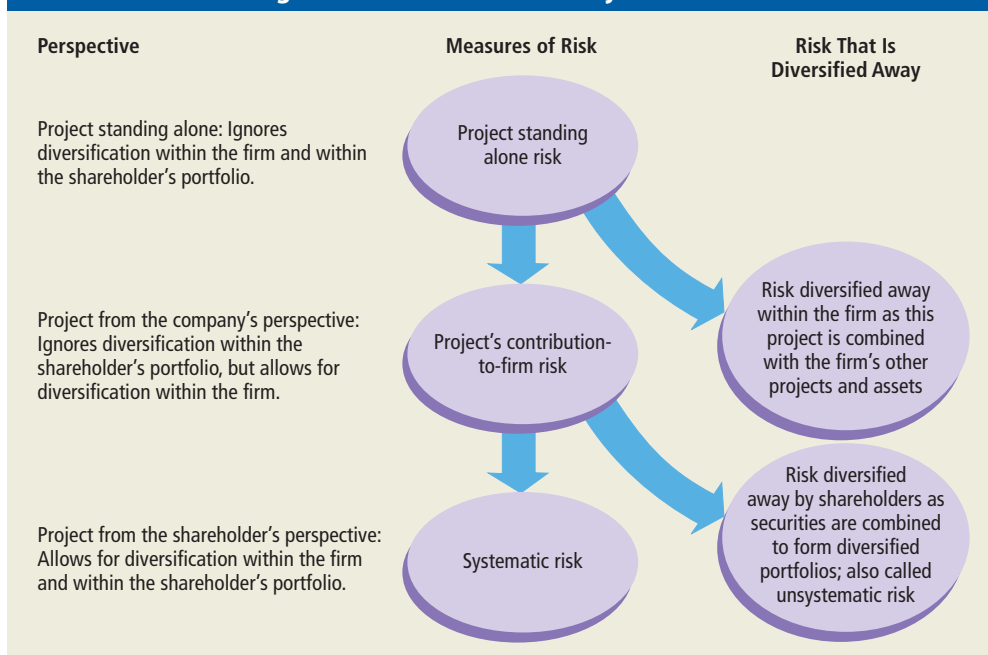 Perspective
Measures of Risk
Risk That Is
Diversified Away
Project standing alone: Ignores
diversification within the firm and within
the shareholder's portfolio.
Project standing
alone risk
Risk diversified away
within the firm as this
project is combined
with the firm's other
projects and assets
Project from the company's perspective:
Ignores diversification within the
shareholder's portfolio, but allows for
diversification within the firm.
Project's contribution-
to-firm risk
Risk diversified
away by shareholders as
securities are combined
to form diversified
portfolios; also called
unsystematic risk
Project from the shareholder's perspective:
Allows for diversification within the firm
and within the shareholder's portfolio.
Systematic risk